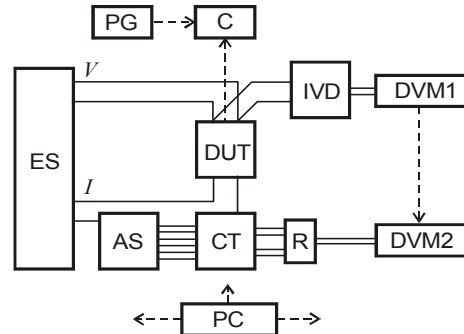 PG C
V
IVD DVM1
ES
DUT
I
AS CT R DVM2
PC